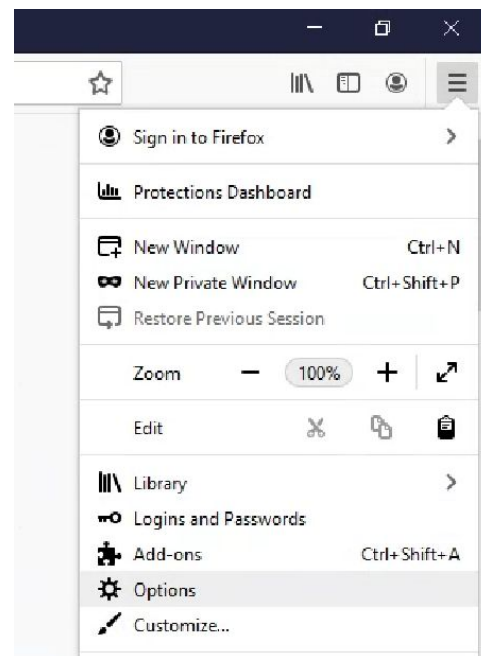 Sign in to Firefox
Protections Dashboard
New Window Ctrl+N
New Private Window Ctrl+Shift+P
Restore Previous Session
Zoom 100%
Edit
Library
Logins and Passwords
Add-ons Ctrl+Shift+A
Options
Customize...